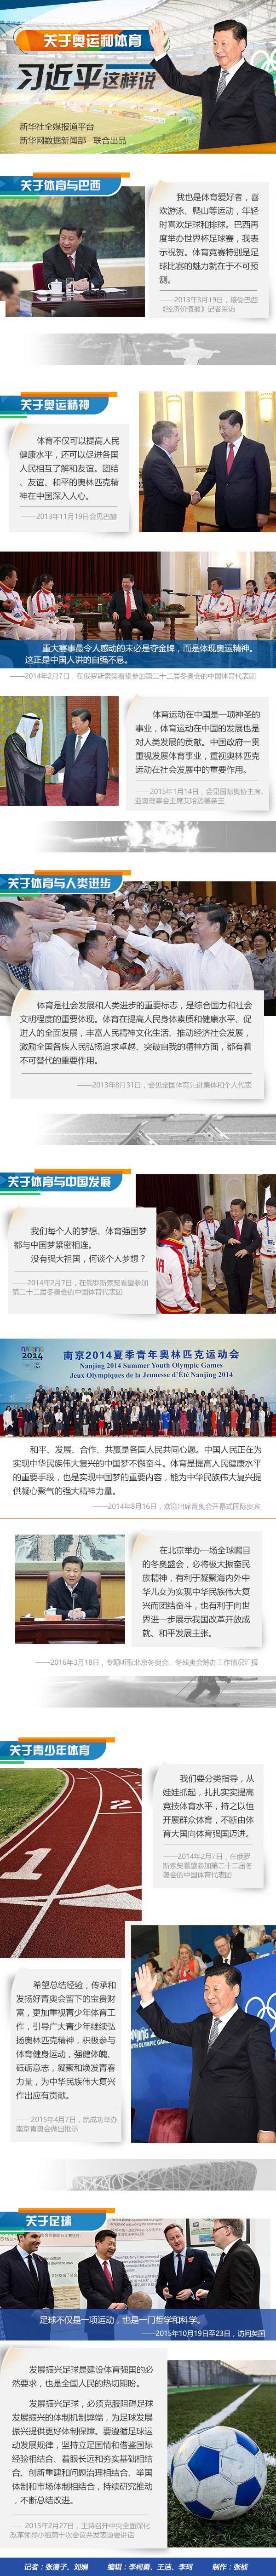 关于奥运和体育
习近平这样说
新华社全媒报道平台
新华网数据新闻部 联合出品
关于体育与巴西
我也是体育爱好者，喜
欢游泳、爬山等运动，年轻
时喜欢足球和排球。巴西再
度举办世界杯足球赛，我表
示祝贺。体育竞赛特别是足
球比赛的魅力就在于不可预
测。
——2013年3月19日，接受巴西
《经济价值报》记者采访
关于奥运精神
体育不仅可以提高人民
健康水平，还可以促进各国
人民相互了解和友谊。团结
、友谊、和平的奥林匹克精
神在中国深入人心。
——2013年11月19日会见巴赫
重大赛事最令人感动的未必是夺金牌，而是体现奥运精神。
这正是中国人讲的自强不息。
——2014年2月7日，在俄罗斯索契看望参加第二十二届冬奥会的中国体育代表团
体育运动在中国是一项神圣的
事业，体育运动在中国的发展也是
对人类发展的贡献。中国政府一贯
重视发展体育事业，重视奥林匹克
运动在社会发展中的重要作用。
——2015年1月14日，会见国际奥协主席、
亚奥理事会主席艾哈迈德亲王
关于体育与人类进步
体育是社会发展和人类进步的重要标志，是综合国力和社会
文明程度的重要体现。体育在提高人民身体素质和健康水平、促
进人的全面发展，丰富人民精神文化生活、推动经济社会发展，
激励全国各族人民弘扬追求卓越、突破自我的精神方面，都有着
不可替代的重要作用。
——2013年8月31日，会见全国体育先进集体和个人代表
关于体育与中国发展
我们每个人的梦想、体育强国梦
都与中国梦紧密相连。
没有强大祖国，何谈个人梦想？
——2014年2月7日，在俄罗斯索契看望参加
第二十二届冬奥会的中国体育代表团
NANJING
2014
南京2014夏季青年奥林匹克运动会
Nanjing 2014 Summer Youth Olympic Games
Jeux Olympiques de la Jeunesse d'Été Nanjing 2014
和平、发展、合作、共赢是各国人民共同心愿。中国人民正在为
实现中华民族伟大复兴的中国梦不懈奋斗。体育是提高人民健康水平
的重要手段，也是实现中国梦的重要内容，能为中华民族伟大复兴提
供凝心聚气的强大精神力量。
——2014年8月16日，欢迎出席青奥会开幕式国际贵宾
在北京举办一场全球瞩目
的冬奥盛会，必将极大振奋民
族精神，有利于凝聚海内外中
华儿女为实现中华民族伟大复
兴而团结奋斗，也有利于向世
界进一步展示我国改革开放成
就、和平发展主张。
——2016年3月18日，专题听取北京冬奥会、冬残奥会筹办工作情况汇报
关于青少年体育
我们要分类指导，从
娃娃抓起，扎扎实实提高
竞技体育水平，持之以恒
开展群众体育，不断由体
育大国向体育强国迈进。
——2014年2月7日，在俄罗
斯索契看望参加第二十二届冬
奥会的中国体育代表团
希望总结经验，传承和
发扬好青奥会留下的宝贵财
富，更加重视青少年体育工
作，引导广大青少年继续弘
扬奥林匹克精神，积极参与
体育健身运动，强健体魄、
砥砺意志，凝聚和焕发青春
力量，为中华民族伟大复兴
作出应有贡献。
——2015年4月7日，就成功举办
南京青奥会做出批示
关于足球
足球不仅是一项运动，也是一门哲学和科学。
——2015年10月19日至23日，访问英国
发展振兴足球是建设体育强国的必
然要求，也是全国人民的热切期盼。
发展振兴足球，必须克服阻碍足球
发展振兴的体制机制弊端，为足球发展
振兴提供更好体制保障。要遵循足球运
动发展规律，坚持立足国情和借鉴国际
经验相结合、着眼长远和夯实基础相结
合、创新重建和问题治理相结合、举国
体制和市场体制相结合，持续研究推动
，不断总结改进。
——2015年2月27日，主持召开中央全面深化
改革领导小组第十次会议并发表重要讲话
记者：张漫子、刘娟 编辑：李柯勇、王洁、李珂 制作：张桢